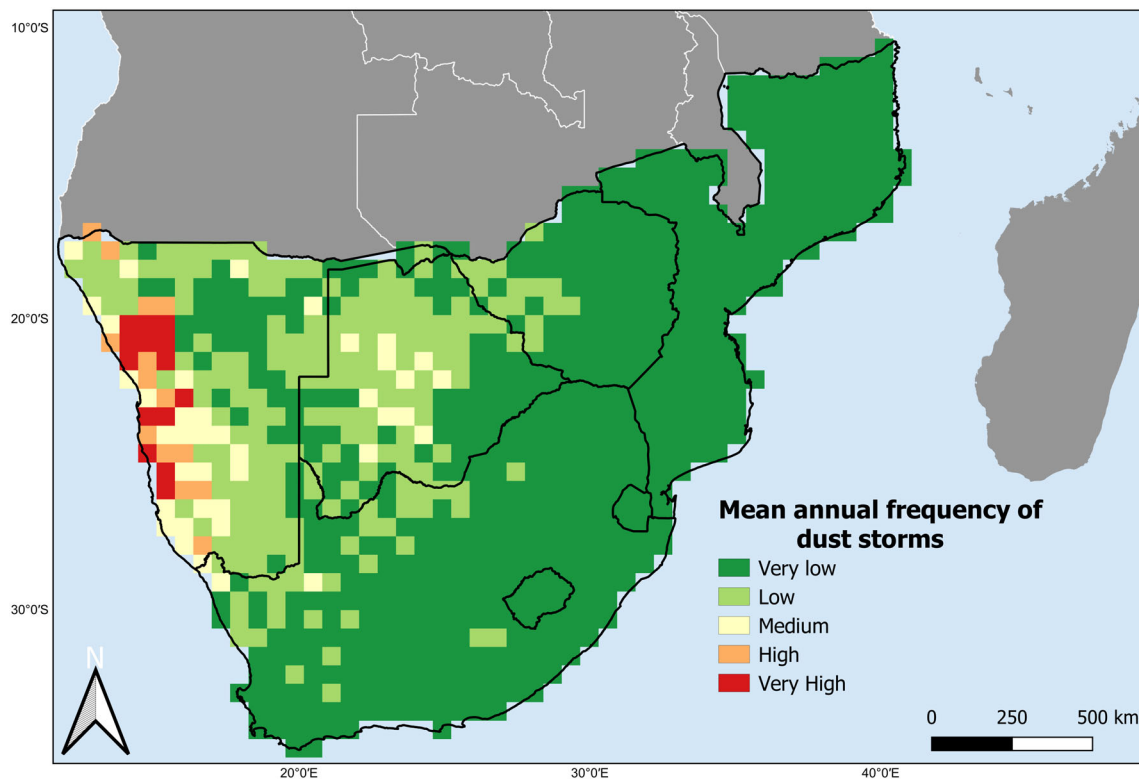 10°0'S
20°0'S
30°0'S
Mean annual frequency of
dust storms
Very low
Low
Medium
High
Very High
N
0 250 500 km
20°0'E 30°0'E 40°0'E